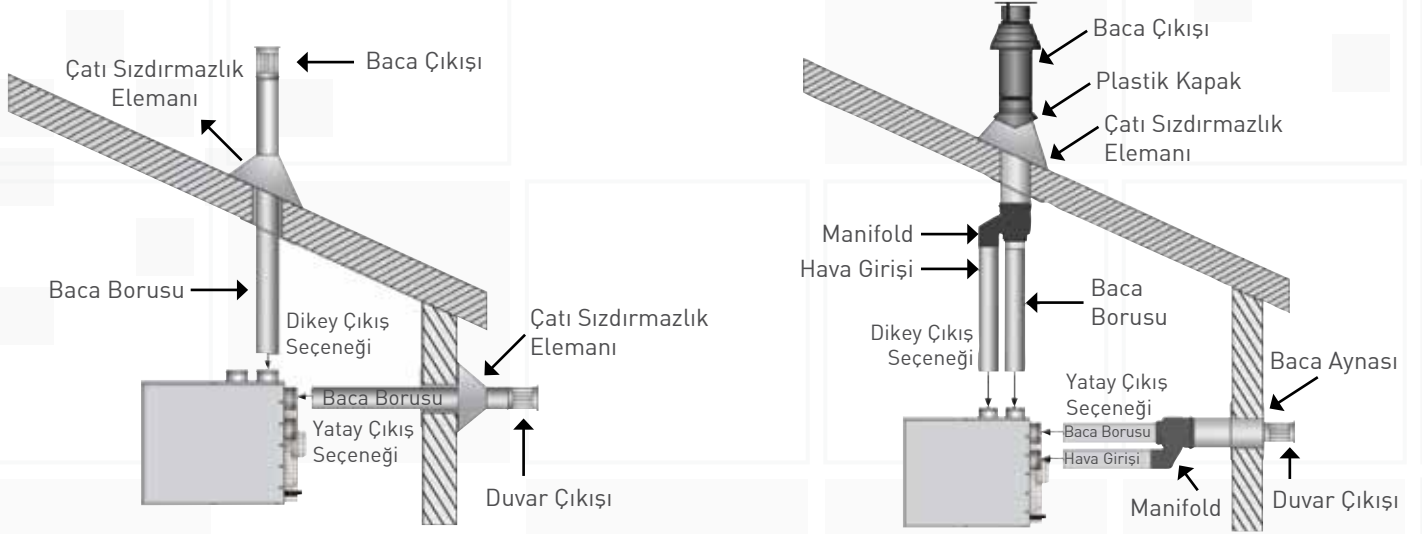 Çatı Sızdırmazlık
Elemanı
Baca Çıkışı
Baca Borusu
Dikey Çıkış
Seçeneği
Çatı Sızdırmazlık
Elemanı
Baca Borusu
Yatay Çıkış
Seçeneği
Duvar Çıkışı
Baca Çıkışı
Plastik Kapak
Çatı Sızdırmazlık
Elemanı
Manifold
Hava Girişi
Baca
Borusu
Dikey Çıkış
Seçeneği
Baca Aynası
Yatay Çıkış
Seçeneği
Baca Borusu
Hava Girişi
Manifold
Duvar Çıkışı